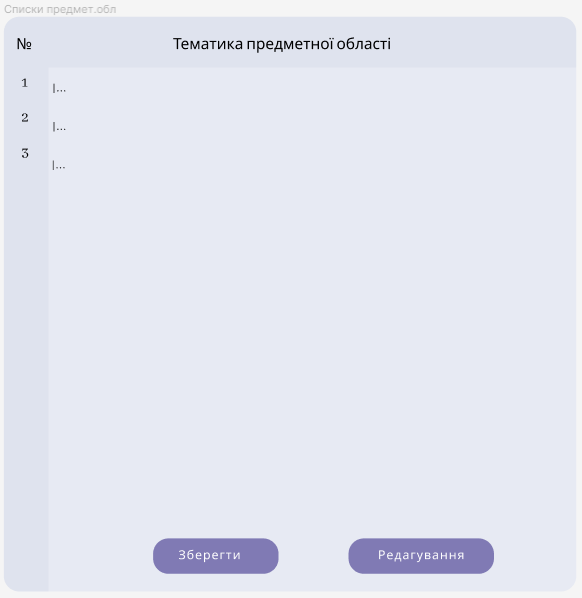 Списки предмет.обл
№ Тематика предметної області
1 |...
2 |...
3 |...
Зберегти Редагування